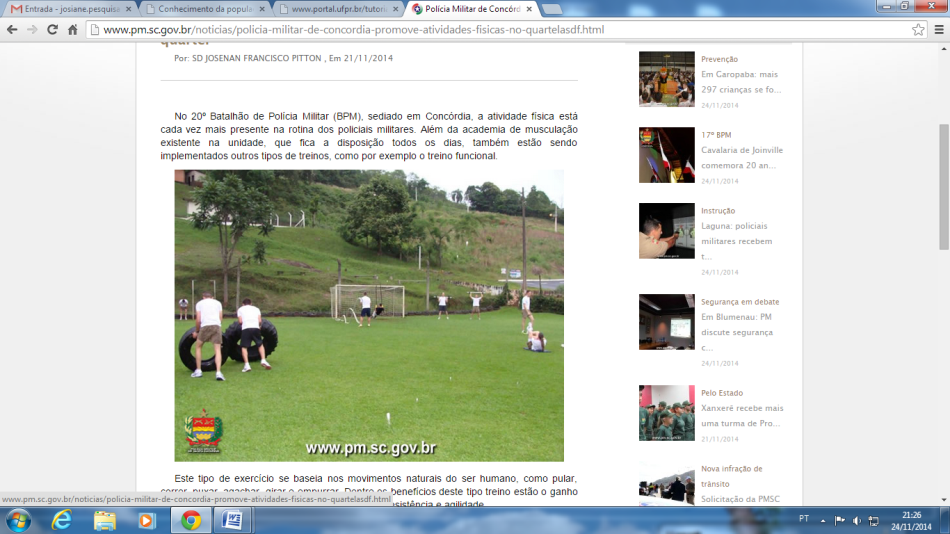 Entrada - josiane.pesquisa
Conhecimento da popula
www.portal.ufpr.br/tutori
Polícia Militar de Concórd
www.pm.sc.gov.br/noticias/policia-militar-de-concordia-promove-atividades-fisicas-no-quartelasdf.html
quartel
Por: SD JOSENAN FRANCISCO PITTON , Em 21/11/2014
No 20º Batalhão de Polícia Militar (BPM), sediado em Concórdia, a atividade física está
cada vez mais presente na rotina dos policiais militares. Além da academia de musculação
existente na unidade, que fica a disposição todos os dias, também estão sendo
implementados outros tipos de treinos, como por exemplo o treino funcional.
www.pm.sc.gov.br
Este tipo de exercício se baseia nos movimentos naturais do ser humano, como pular,
correr, puxar, agachar, girar e empurrar. Dentre os benefícios deste tipo treino estão o ganho
resistência e agilidade
Prevenção
Em Garopaba: mais
297 crianças se fo...
24/11/2014
17º BPM
Cavalaria de Joinville
comemora 20 an...
24/11/2014
Instrução
Laguna: policiais
militares recebem
t...
24/11/2014
Segurança em debate
Em Blumenau: PM
discute segurança
c...
24/11/2014
Pelo Estado
Xanxerê recebe mais
uma turma de Pro...
21/11/2014
Nova infração de
trânsito
Solicitação da PMSC
www.pm.sc.gov.br/noticias/policia-militar-de-concordia-promove-atividades-fisicas-no-quartelasdf.html
PT
21:26
24/11/2014